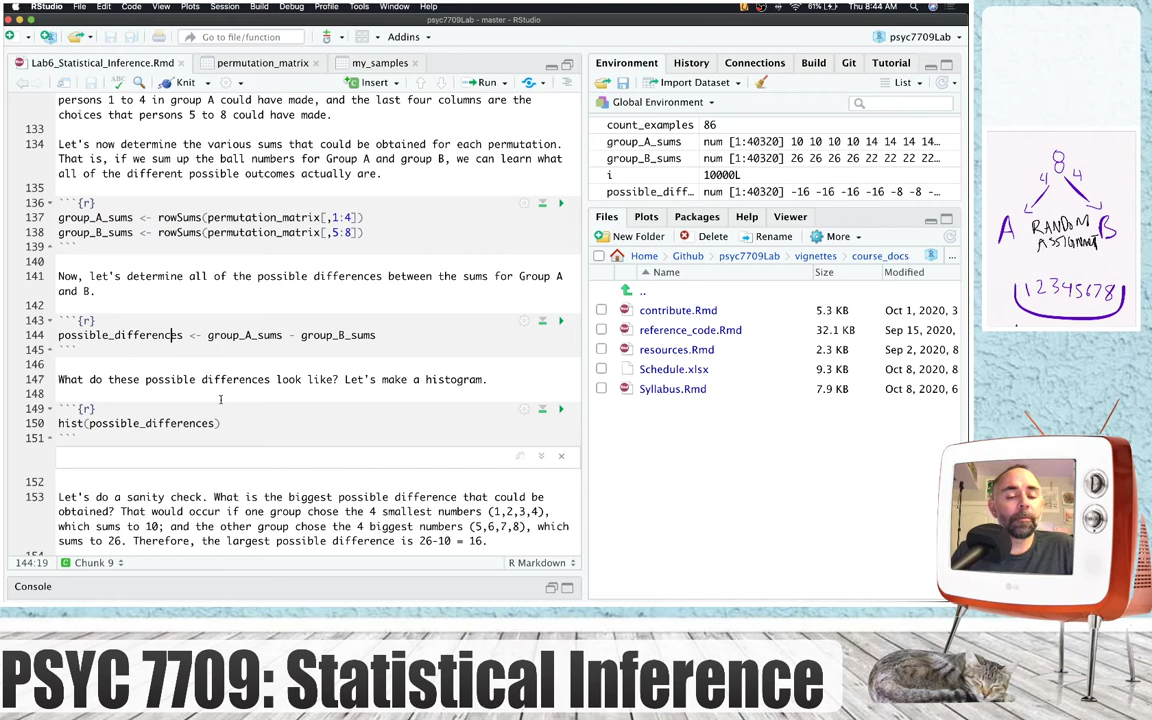 RStudio File Edit Code View Plots Session Build Debug Profile Tools Window Help 61% Thu 8:44 AM
psyc7709Lab - master - RStudio
Go to file/function Addins psyc7709Lab
Lab6_Statistical_Inference.Rmd permutation_matrix my_samples
Knit Insert Run
persons 1 to 4 in group A could have made, and the last four columns are the
choices that persons 5 to 8 could have made.
133
134 Let's now determine the various sums that could be obtained for each permutation.
That is, if we sum up the ball numbers for Group A and group B, we can learn what
all of the different possible outcomes actually are.
135
136 ```{r}
137 group_A_sums <- rowSums(permutation_matrix[,1:4])
138 group_B_sums <- rowSums(permutation_matrix[,5:8])
139 ```
140
141 Now, let's determine all of the possible differences between the sums for Group A
and B.
142
143 ```{r}
144 possible_differences <- group_A_sums - group_B_sums
145 ```
146
147 What do these possible differences look like? Let's make a histogram.
148
149 ```{r}
150 hist(possible_differences)
151 ```
152
153 Let's do a sanity check. What is the biggest possible difference that could be
obtained? That would occur if one group chose the 4 smallest numbers (1,2,3,4),
which sums to 10; and the other group chose the 4 biggest numbers (5,6,7,8), which
sums to 26. Therefore, the largest possible difference is 26-10 = 16.
154
144:19 Chunk 9 R Markdown
Console
Environment History Connections Build Git Tutorial
Import Dataset List
Global Environment
count_examples 86
group_A_sums num [1:40320] 10 10 10 10 14 14 14…
group_B_sums num [1:40320] 26 26 26 26 22 22 22…
i 10000L
possible_diff… num [1:40320] -16 -16 -16 -16 -8 -8 -…
Files Plots Packages Help Viewer
New Folder Delete Rename More
Home Github psyc7709Lab vignettes course_docs ...
Name Size Modified
..
contribute.Rmd 5.3 KB Oct 1, 2020, 3
reference_code.Rmd 32.1 KB Sep 15, 2020,
resources.Rmd 2.3 KB Sep 2, 2020, 8
Schedule.xlsx 9.3 KB Oct 8, 2020, 8
Syllabus.Rmd 7.9 KB Oct 8, 2020, 6
8
4 4
A RANDOM B
ASSIGNMENT
12345678
LG
PSYC 7709: Statistical Inference